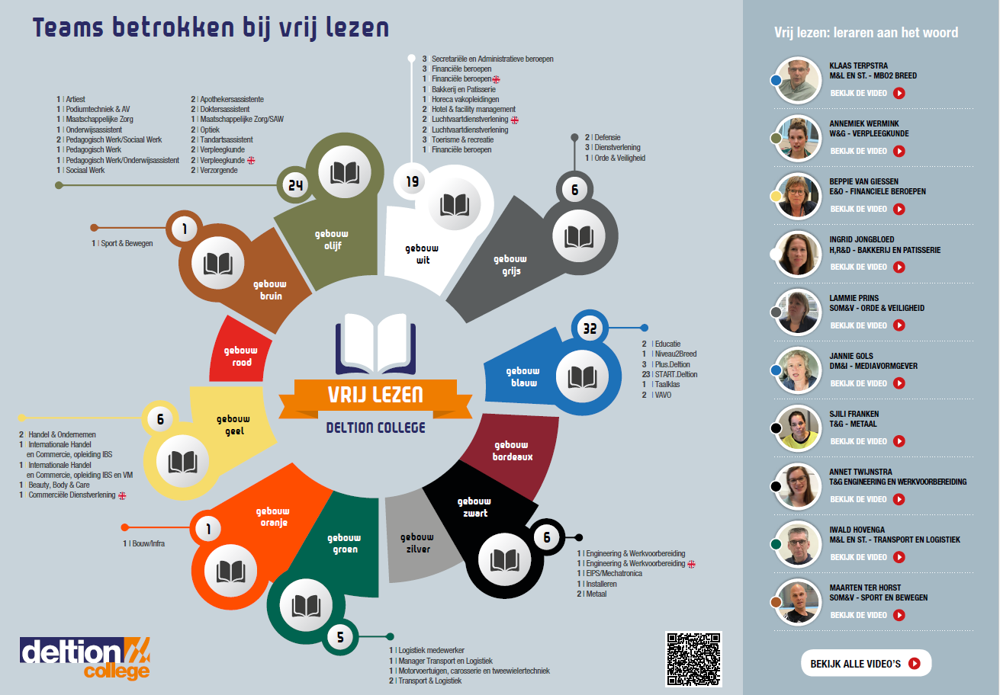 Teams betrokken bij vrij lezen
3 | Secretariële en Administratieve beroepen
3 | Financiële beroepen
1 | Financiële beroepen
1 | Bakkerij en Patisserie
1 | Horeca vakopleidingen
2 | Hotel & facility management
2 | Luchtvaartdienstverlening
2 | Luchtvaartdienstverlening
3 | Toerisme & recreatie
1 | Financiële beroepen
1 | Artiest
1 | Podiumtechniek & AV
1 | Maatschappelijke Zorg
1 | Onderwijsassistent
2 | Pedagogisch Werk/Sociaal Werk
1 | Pedagogisch Werk
1 | Pedagogisch Werk/Onderwijsassistent
1 | Sociaal Werk
2 | Apothekersassistente
2 | Doktersassistent
1 | Maatschappelijke Zorg/SAW
2 | Optiek
2 | Tandartsassistent
2 | Verpleegkunde
2 | Verpleegkunde
2 | Verzorgende
2 | Defensie
3 | Dienstverlening
1 | Orde & Veiligheid
24
19
6
gebouw
olijf
gebouw
wit
gebouw
grijs
1
1 | Sport & Bewegen
gebouw
bruin
gebouw
rood
32
2 | Educatie
1 | Niveau2Breed
3 | Plus.Deltion
23 | START.Deltion
1 | Taalklas
2 | VAVO
gebouw
blauw
VRIJ LEZEN
DELTION COLLEGE
6
gebouw
geel
2 Handel & Ondernemen
1 Internationale Handel
en Commercie, opleiding IBS
1 Internationale Handel
en Commercie, opleiding IBS en VM
1 Beauty, Body & Care
1 Commerciële Dienstverlening
gebouw
bordeaux
gebouw
oranje
1
1 | Bouw/Infra
gebouw
groen
gebouw
zilver
gebouw
zwart
6
1 | Engineering & Werkvoorbereiding
1 | Engineering & Werkvoorbereiding
1 | EIPS/Mechatronica
1 | Installeren
2 | Metaal
5
1 | Logistiek medewerker
1 | Manager Transport en Logistiek
1 | Motorvoertuigen, carosserie en tweewielertechniek
2 | Transport & Logistiek
deltion
college
Vrij lezen: leraren aan het woord
KLAAS TERPSTRA
M&L EN ST. - MBO2 BREED
BEKIJK DE VIDEO
ANNEMIEK WERMINK
W&G - VERPLEEGKUNDE
BEKIJK DE VIDEO
BEPPIE VAN GIESSEN
E&O - FINANCIELE BEROEPEN
BEKIJK DE VIDEO
INGRID JONGBLOED
H,R&D - BAKKERIJ EN PATISSERIE
BEKIJK DE VIDEO
LAMMIE PRINS
SOM&V - ORDE & VEILIGHEID
BEKIJK DE VIDEO
JANNIE GOLS
DM&I - MEDIAVORMGEVER
BEKIJK DE VIDEO
SJILI FRANKEN
T&G - METAAL
BEKIJK DE VIDEO
ANNET TWIJNSTRA
T&G ENGINEERING EN WERKVOORBEREIDING
BEKIJK DE VIDEO
IWALD HOVENGA
M&L EN ST. - TRANSPORT EN LOGISTIEK
BEKIJK DE VIDEO
MAARTEN TER HORST
SOM&V - SPORT EN BEWEGEN
BEKIJK DE VIDEO
BEKIJK ALLE VIDEO'S